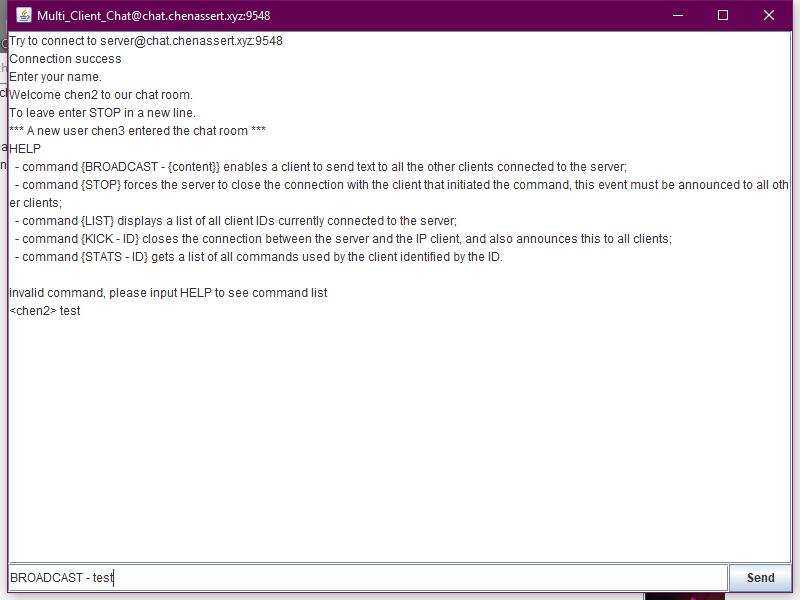 Multi_Client_Chat@chat.chenassert.xyz:9548
Try to connect to server@chat.chenassert.xyz:9548
Connection success
Enter your name.
Welcome chen2 to our chat room.
To leave enter STOP in a new line.
*** A new user chen3 entered the chat room ***
HELP
- command {BROADCAST - {content}} enables a client to send text to all the other clients connected to the server;
- command {STOP} forces the server to close the connection with the client that initiated the command, this event must be announced to all oth
er clients;
- command {LIST} displays a list of all client IDs currently connected to the server;
- command {KICK - ID} closes the connection between the server and the IP client, and also announces this to all clients;
- command {STATS - ID} gets a list of all commands used by the client identified by the ID.
invalid command, please input HELP to see command list
<chen2> test
BROADCAST - test
Send